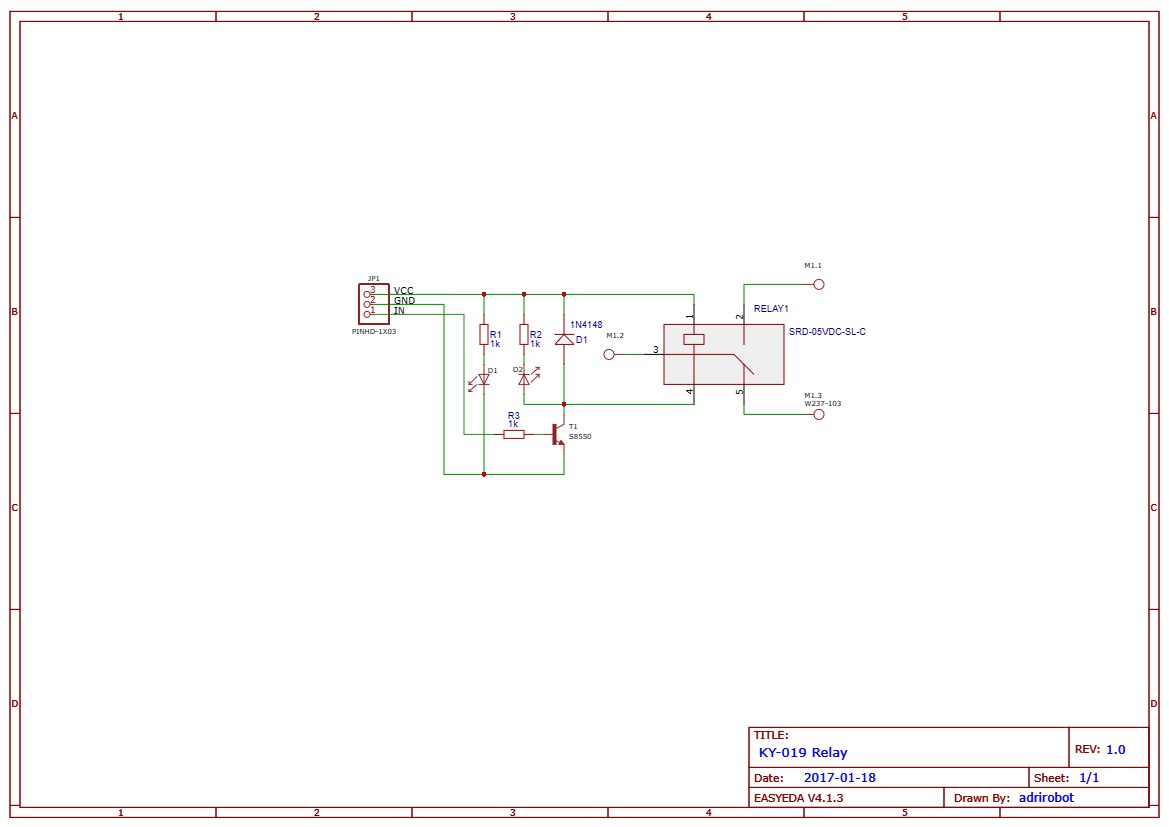 1 2 3 4 5
A A
B B
C C
D D
JP1
3
2
1
VCC
GND
IN
PINHD-1X03
R1
1k
R2
1k
1N4148
D1
D1
D2
R3
1k
T1
S8550
M1.1
M1.2
RELAY1
SRD-05VDC-SL-C
1
2
3
4
5
M1.3
W237-103
TITLE:
KY-019 Relay
REV: 1.0
Date: 2017-01-18
Sheet: 1/1
EASYEDA V4.1.3
Drawn By: adrirobot
1 2 3 4 5